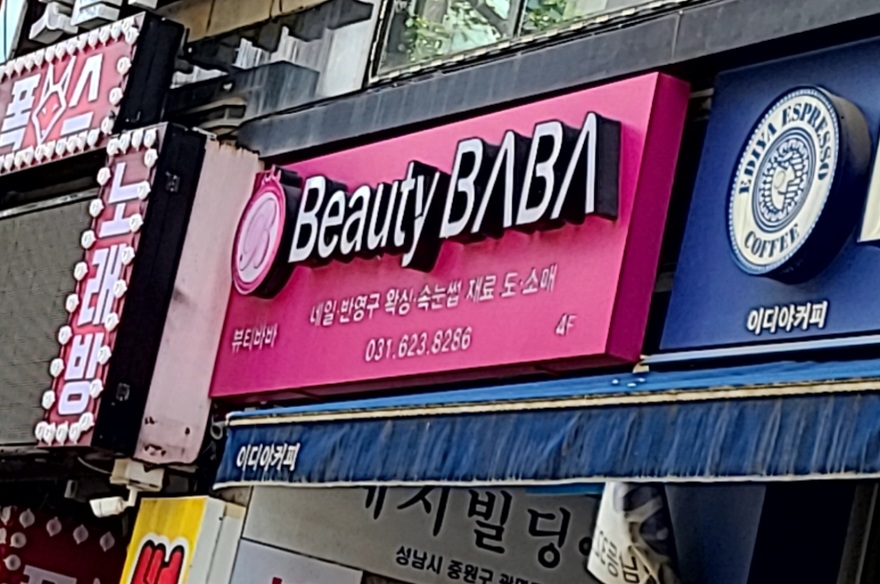 폭스
노래방
Beauty BABA
네일·반영구 왁싱·속눈썹 재료 도·소매
뷰티바바
031.623.8286
4F
EDIYA ESPRESSO
COFFEE
이디야커피
이디야커피
빌딩
성남시 중원구